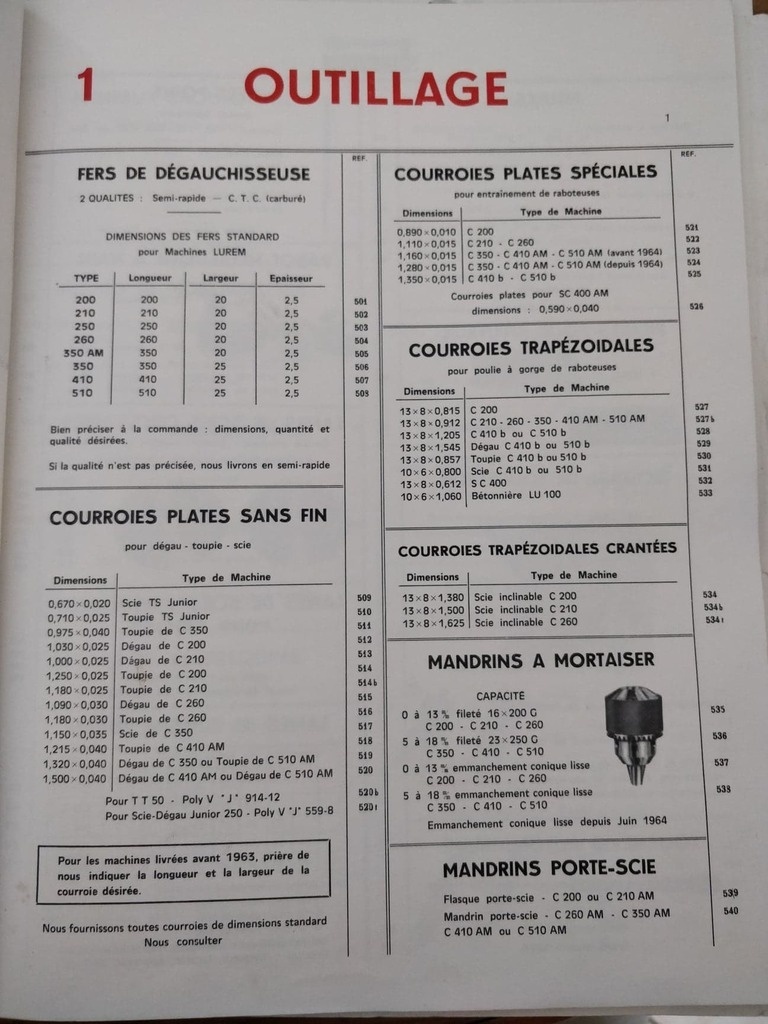 1 OUTILLAGE
1
REF.
FERS DE DÉGAUCHISSEUSE
2 QUALITÉS : Semi-rapide — C. T. C. (carburé)
DIMENSIONS DES FERS STANDARD
pour Machines LUREM
TYPE Longueur Largeur Epaisseur
200 200 20 2,5 501
210 210 20 2,5 502
250 250 20 2,5 503
260 260 20 2,5 504
350 AM 350 20 2,5 505
350 350 25 2,5 506
410 410 25 2,5 507
510 510 25 2,5 508
Bien préciser à la commande : dimensions, quantité et
qualité désirées.
Si la qualité n'est pas précisée, nous livrons en semi-rapide
COURROIES PLATES SANS FIN
pour dégau - toupie - scie
Dimensions Type de Machine
0,670 × 0,020 Scie TS Junior 509
0,710 × 0,025 Toupie TS Junior 510
0,975 × 0,040 Toupie de C 350 511
1,030 × 0,025 Dégau de C 200 512
1,000 × 0,025 Dégau de C 210 513
1,250 × 0,025 Toupie de C 200 514
1,180 × 0,025 Toupie de C 210 514b
1,090 × 0,030 Dégau de C 260 515
1,180 × 0,030 Toupie de C 260 516
1,150 × 0,035 Scie de C 350 517
1,215 × 0,040 Toupie de C 410 AM 518
1,320 × 0,040 Dégau de C 350 ou Toupie de C 510 AM 519
1,500 × 0,040 Dégau de C 410 AM ou Dégau de C 510 AM 520
Pour T T 50 - Poly V "J" 914-12 520b
Pour Scie-Dégau Junior 250 - Poly V "J" 559-8 520t
Pour les machines livrées avant 1963, prière de
nous indiquer la longueur et la largeur de la
courroie désirée.
Nous fournissons toutes courroies de dimensions standard
Nous consulter
REF.
COURROIES PLATES SPÉCIALES
pour entraînement de raboteuses
Dimensions Type de Machine
0,890 × 0,010 C 200 521
1,110 × 0,015 C 210 - C 260 522
1,160 × 0,015 C 350 - C 410 AM - C 510 AM (avant 1964) 523
1,280 × 0,015 C 350 - C 410 AM - C 510 AM (depuis 1964) 524
1,350 × 0,015 C 410 b - C 510 b 525
Courroies plates pour SC 400 AM
dimensions : 0,590 × 0,040 526
COURROIES TRAPÉZOIDALES
pour poulie à gorge de raboteuses
Dimensions Type de Machine
13 × 8 × 0,815 C 200 527
13 × 8 × 0,912 C 210 - 260 - 350 - 410 AM - 510 AM 527b
13 × 8 × 1,205 C 410 b ou C 510 b 528
13 × 8 × 1,545 Dégau C 410 b ou 510 b 529
13 × 8 × 0,857 Toupie C 410 b ou 510 b 530
10 × 6 × 0,800 Scie C 410 b ou 510 b 531
13 × 8 × 0,612 S C 400 532
10 × 6 × 1,060 Bétonnière LU 100 533
COURROIES TRAPÉZOIDALES CRANTÉES
Dimensions Type de Machine
13 × 8 × 1,380 Scie inclinable C 200 534
13 × 8 × 1,500 Scie inclinable C 210 534b
13 × 8 × 1,625 Scie inclinable C 260 534t
MANDRINS A MORTAISER
CAPACITÉ
0 à 13 % fileté 16 × 200 G 535
C 200 - C 210 - C 260
5 à 18 % fileté 23 × 250 G 536
C 350 - C 410 - C 510
0 à 13 % emmanchement conique lisse 537
C 200 - C 210 - C 260
5 à 18 % emmanchement conique lisse 538
C 350 - C 410 - C 510
Emmanchement conique lisse depuis Juin 1964
MANDRINS PORTE-SCIE
Flasque porte-scie - C 200 ou C 210 AM 539
Mandrin porte-scie - C 260 AM - C 350 AM 540
C 410 AM ou C 510 AM